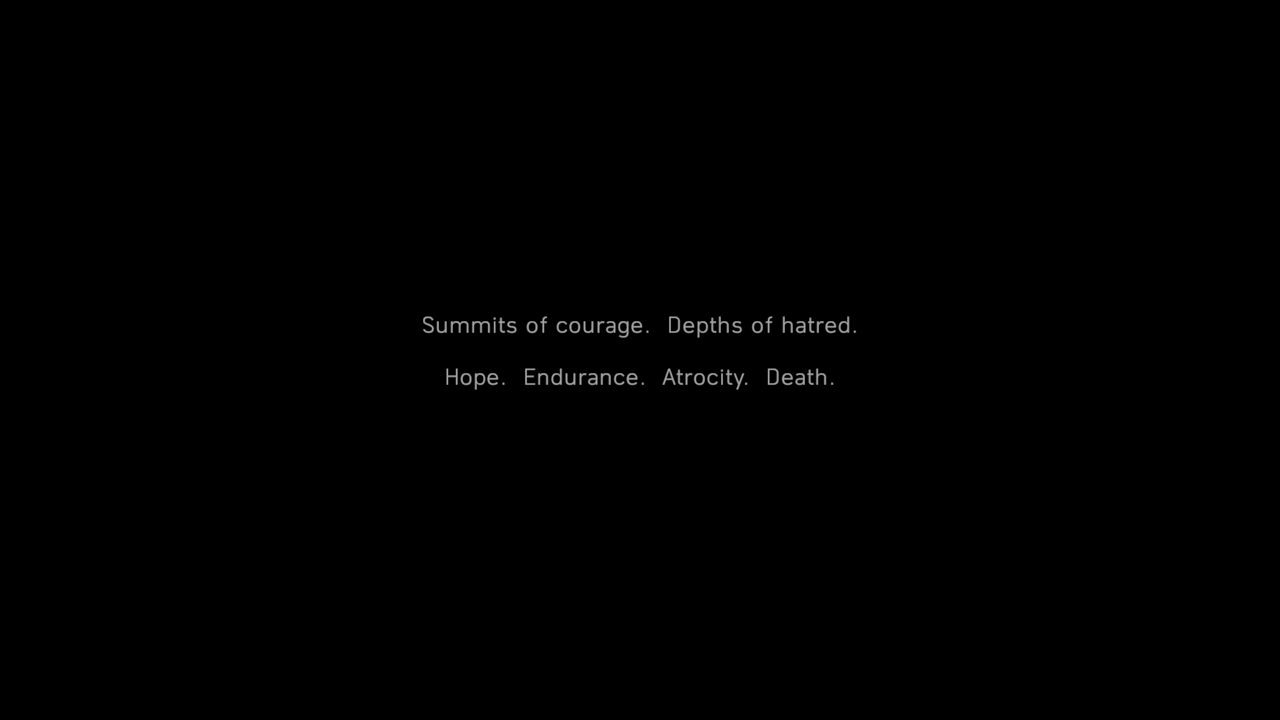 Summits of courage. Depths of hatred.
Hope. Endurance. Atrocity. Death.